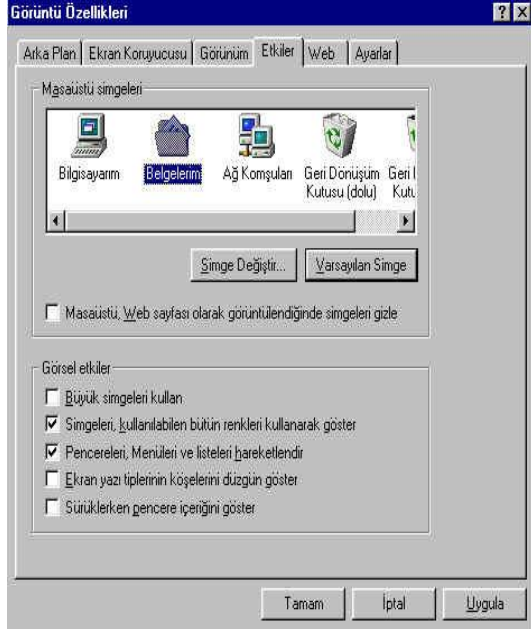 Görüntü Özellikleri
Arka Plan
Ekran Koruyucusu
Görünüm
Etkiler
Web
Ayarlar
Masaüstü simgeleri
Bilgisayarım
Belgelerim
Ağ Komşuları
Geri Dönüşüm
Kutusu (dolu)
Geri
Kutu
Simge Değiştir...
Varsayılan Simge
Masaüstü, Web sayfası olarak görüntülendiğinde simgeleri gizle
Görsel etkiler
Büyük simgeleri kullan
Simgeleri, kullanılabilen bütün renkleri kullanarak göster
Pencereleri, Menüleri ve listeleri hareketlendir
Ekran yazı tiplerinin köşelerini düzgün göster
Sürüklerken pencere içeriğini göster
Tamam
İptal
Uygula